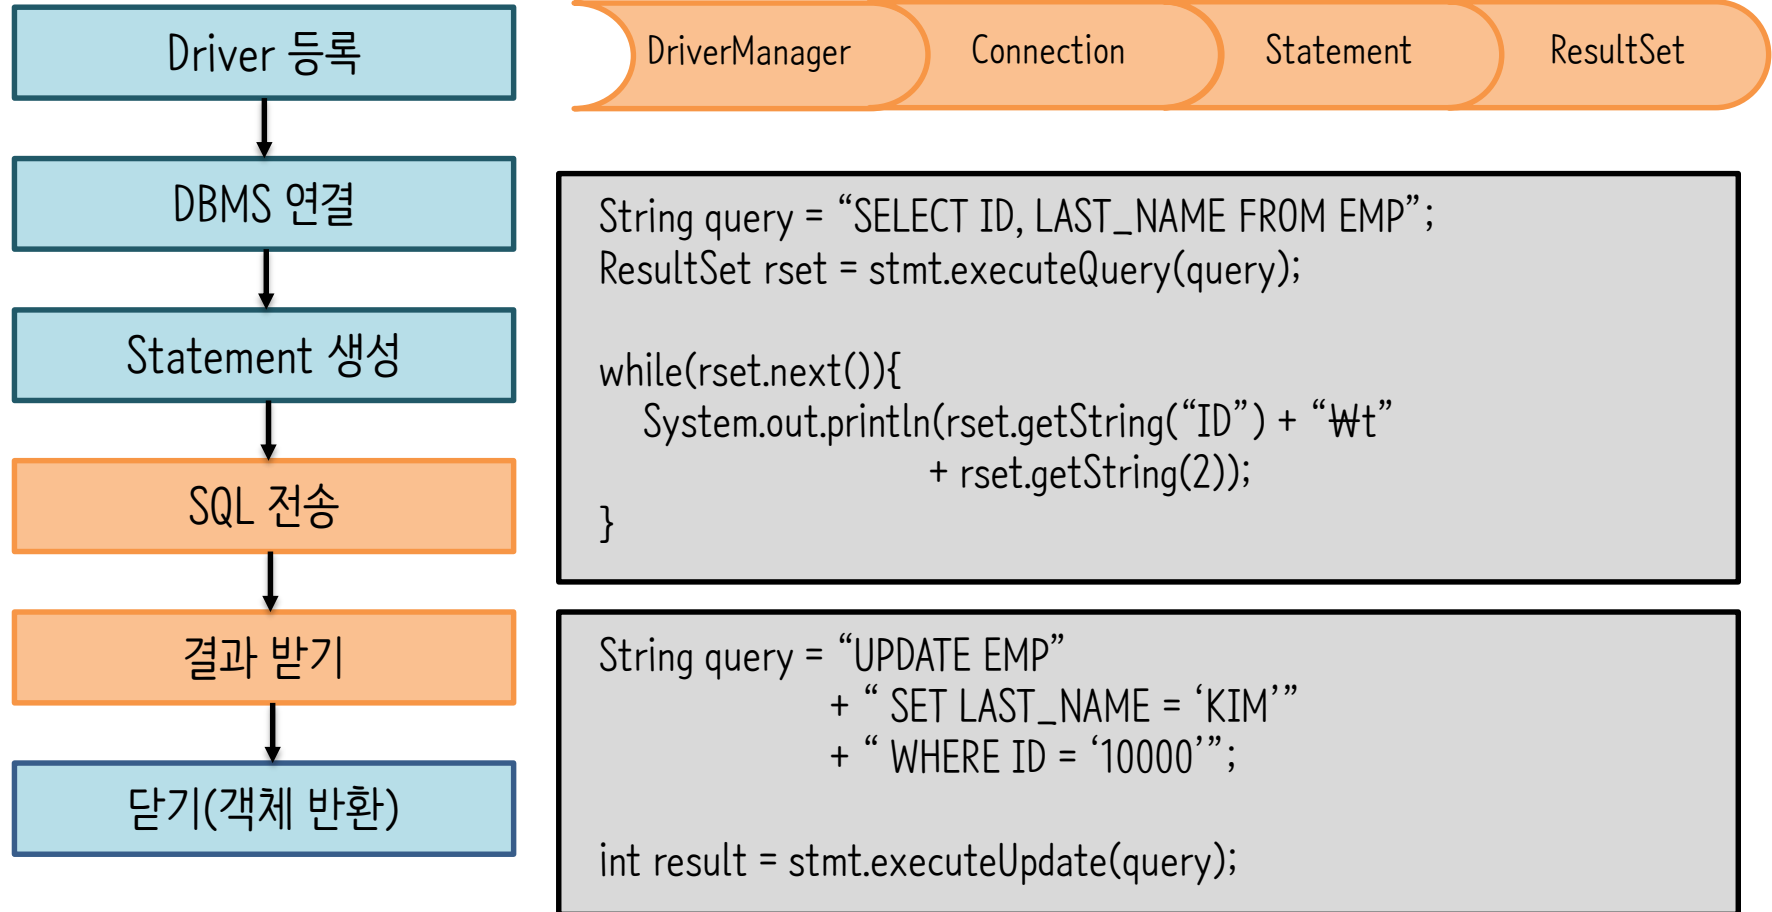 Driver 등록
DBMS 연결
Statement 생성
SQL 전송
결과 받기
닫기(객체 반환)
DriverManager
Connection
Statement
ResultSet
String query = “SELECT ID, LAST_NAME FROM EMP”;
ResultSet rset = stmt.executeQuery(query);
while(rset.next()){
System.out.println(rset.getString(“ID”) + “₩t”
+ rset.getString(2));
}
String query = “UPDATE EMP”
+ “ SET LAST_NAME = ‘KIM’”
+ “ WHERE ID = ‘10000’”;
int result = stmt.executeUpdate(query);